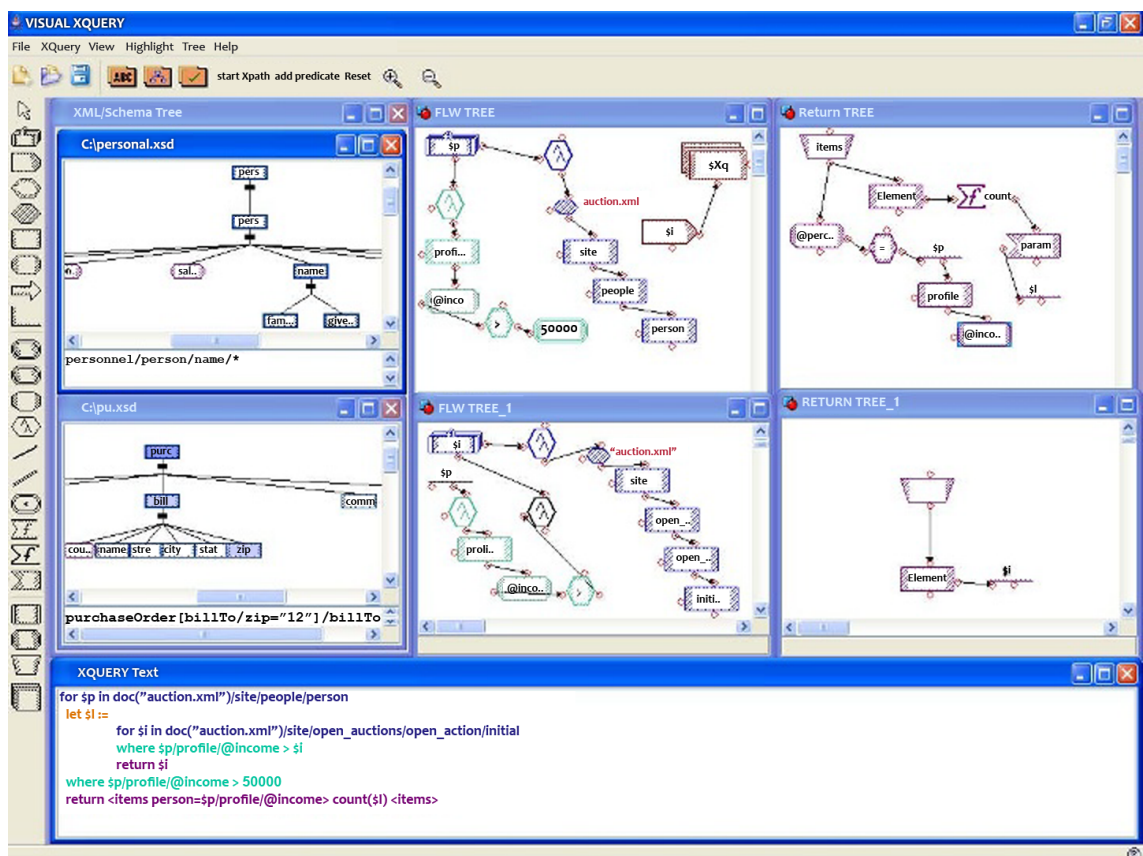 VISUAL XQUERY
File XQuery View Highlight Tree Help
ABC start Xpath add predicate Reset
XML/Schema Tree
C:\personal.xsd
pers
pers
sal.. name
fam... give..
personnel/person/name/*
C:\pu.xsd
purc
bill comm
cou.. name stre city stat zip
purchaseOrder[billTo/zip=”12”]/billTo
FLW TREE
$p
$Xq
auction.xml
$i
profi... site
@inco people
> 50000 person
Return TREE
items
Element count
@perc.. = $p param
profile $l
@inco..
FLW TREE_1
$i
“auction.xml”
$p site
open_..
proli.. open_..
@inco.. > initi..
RETURN TREE_1
Element $i
XQUERY Text
for $p in doc(”auction.xml”)/site/people/person
let $l :=
for $i in doc(”auction.xml”)/site/open_auctions/open_action/initial
where $p/profile/@income > $i
return $i
where $p/profile/@income > 50000
return <items person=$p/profile/@income> count($l) <items>